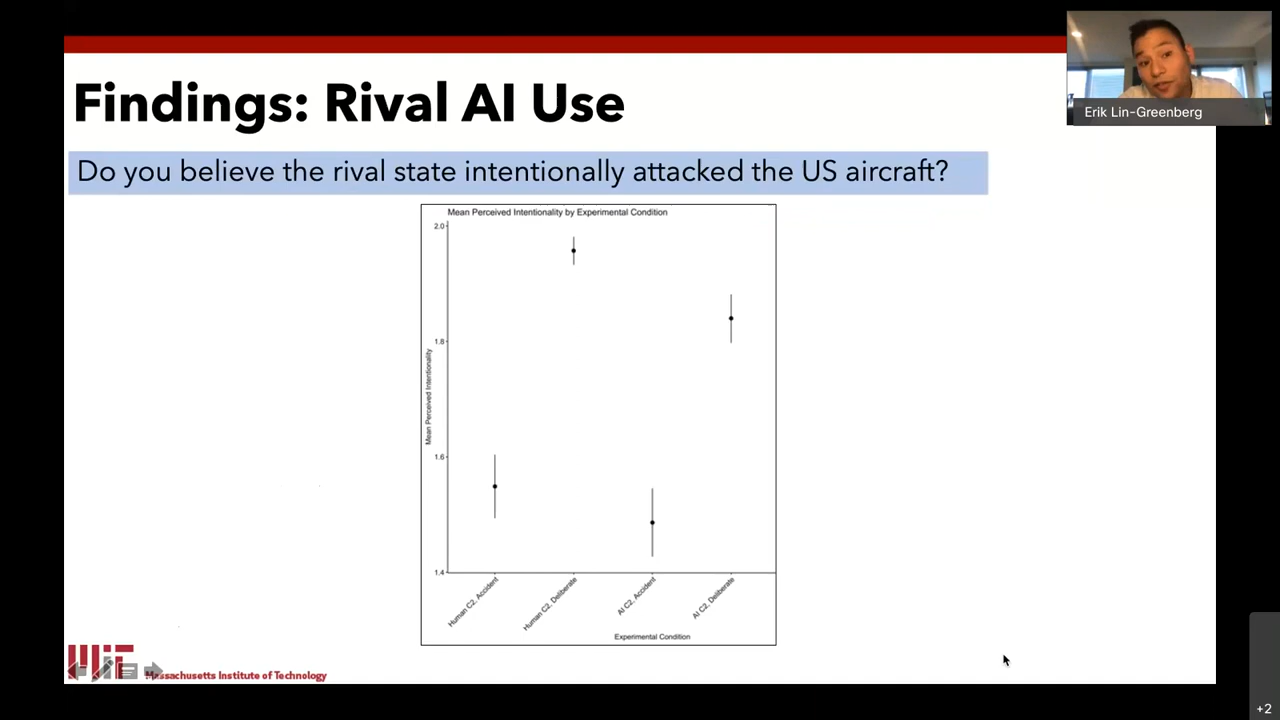 Findings: Rival AI Use
Erik Lin-Greenberg
Do you believe the rival state intentionally attacked the US aircraft?
Mean Perceived Intentionality by Experimental Condition
2.0
1.8
1.6
1.4
Mean Perceived Intentionality
Human C2, Accident
Human C2, Deliberate
AI C2, Accident
AI C2, Deliberate
Experimental Condition
MIT
Massachusetts Institute of Technology
+2